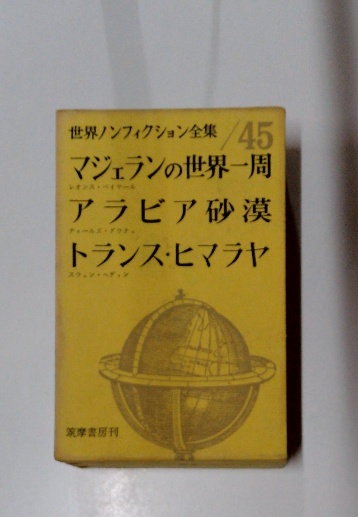 世界ノンフィクション全集/45
マジェランの世界一周
レオンス・ペイヤール
アラビア砂漠
チャールズ・ダウティ
トランス・ヒマラヤ
スウェン・ヘディン
筑摩書房刊